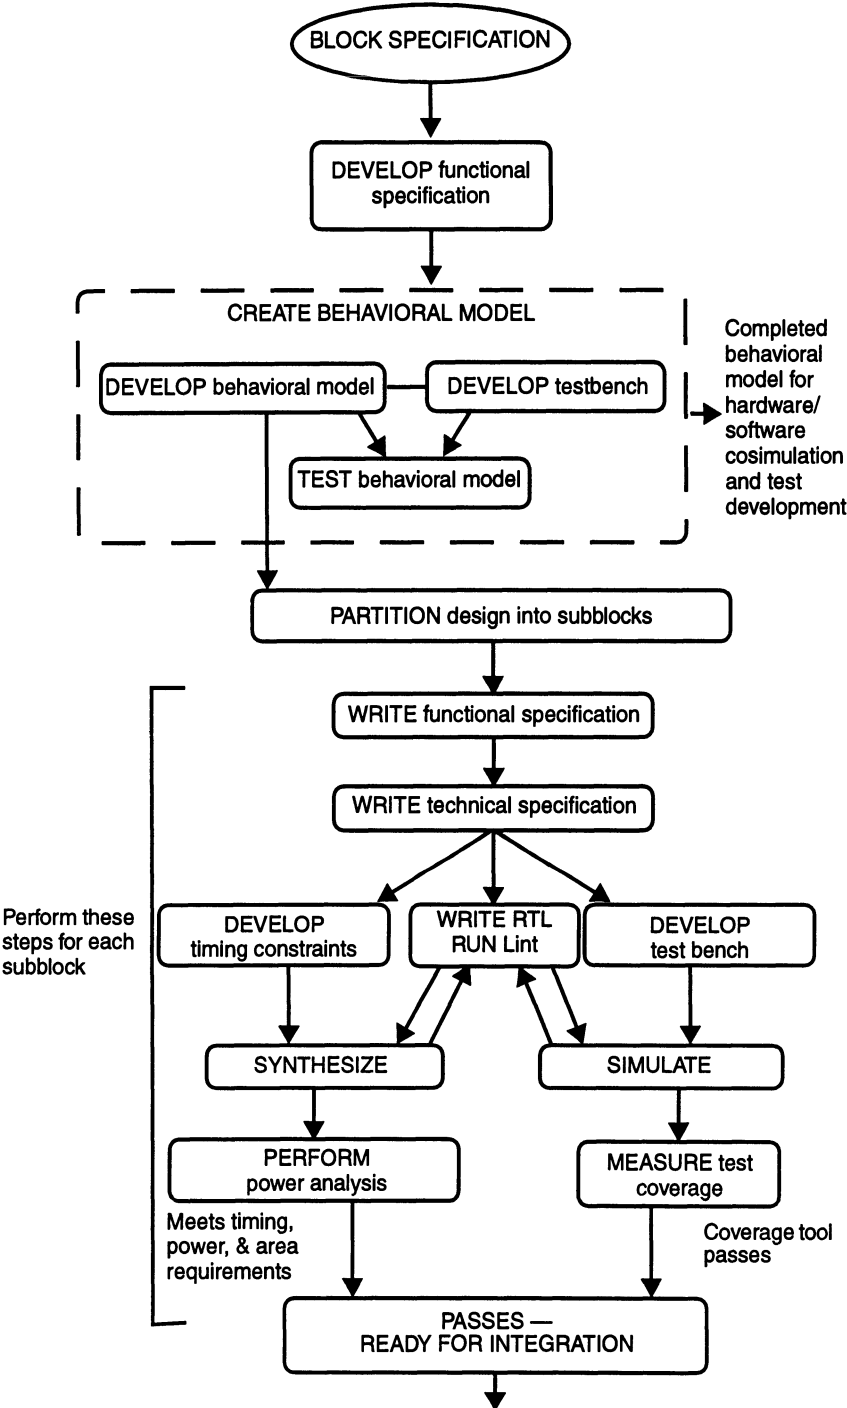 BLOCK SPECIFICATION
DEVELOP functional
specification
CREATE BEHAVIORAL MODEL
DEVELOP behavioral model
DEVELOP testbench
TEST behavioral model
Completed
behavioral
model for
hardware/
software
cosimulation
and test
development
PARTITION design into subblocks
WRITE functional specification
WRITE technical specification
Perform these
steps for each
subblock
DEVELOP
timing constraints
WRITE RTL
RUN Lint
DEVELOP
test bench
SYNTHESIZE
SIMULATE
PERFORM
power analysis
MEASURE test
coverage
Meets timing,
power, & area
requirements
Coverage tool
passes
PASSES —
READY FOR INTEGRATION